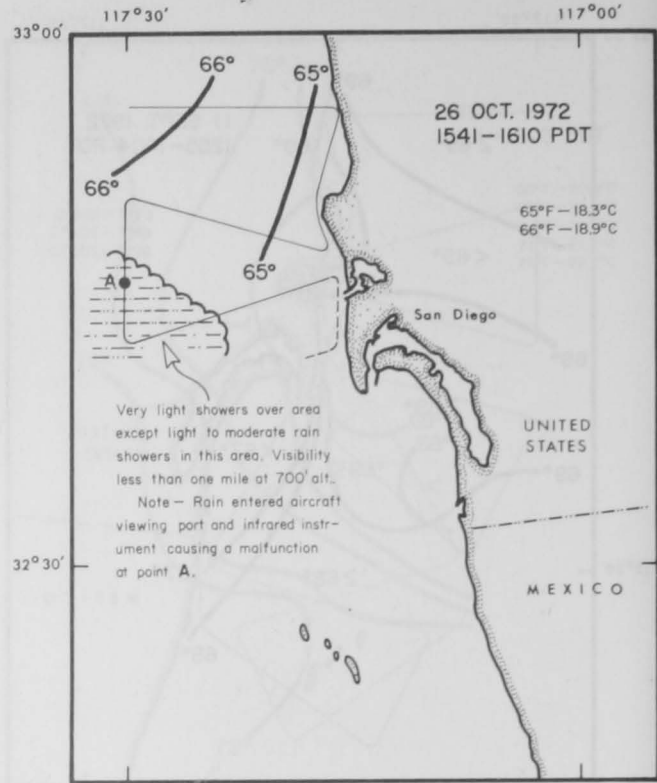 117°30' 117°00'
33°00'
66° 65°
26 OCT. 1972
1541-1610 PDT
66°
65°F-18.3°C
66°F-18.9°C
65°
A
San Diego
Very light showers over area
except light to moderate rain
showers in this area. Visibility
less than one mile at 700' alt.
Note - Rain entered aircraft
viewing port and infrared instr-
ument causing a malfunction
at point A.
UNITED
STATES
32°30'
MEXICO